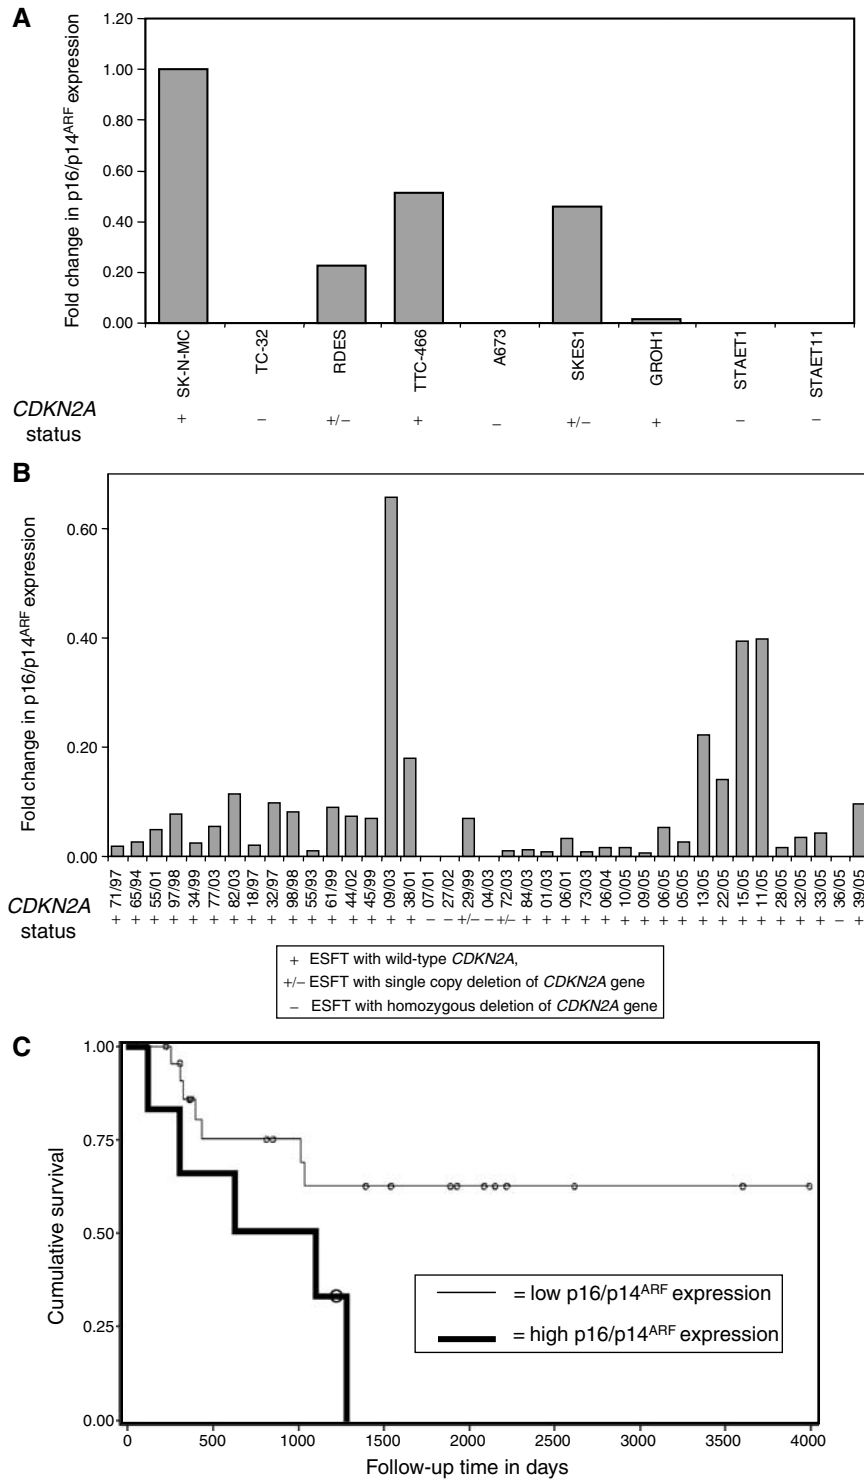 A
Fold change in p16/p14ARF expression
1.20
1.00
0.80
0.60
0.40
0.20
0.00
SK-N-MC
TC-32
RDES
TTC-466
A673
SKES1
GROH1
STAET1
STAET11
CDKN2A status
+ − +/− + − +/− + − −
B
Fold change in p16/p14ARF expression
0.60
0.40
0.20
0.00
71/97
65/94
55/01
97/98
34/99
77/03
82/03
18/97
32/97
98/98
55/93
61/99
44/02
45/99
09/03
38/01
07/01
27/02
29/99
04/03
72/03
84/03
01/03
06/01
73/03
06/04
10/05
09/05
06/05
05/05
13/05
22/05
15/05
11/05
28/05
32/05
33/05
36/05
39/05
CDKN2A status
+ + + + + + + + + + + + + + + + − − +/− − +/− + + + + + + + + + + + + + + + + − +
+ ESFT with wild-type CDKN2A,
+/− ESFT with single copy deletion of CDKN2A gene
− ESFT with homozygous deletion of CDKN2A gene
C
Cumulative survival
1.00
0.75
0.50
0.25
0.00
= low p16/p14ARF expression
= high p16/p14ARF expression
0 500 1000 1500 2000 2500 3000 3500 4000
Follow-up time in days